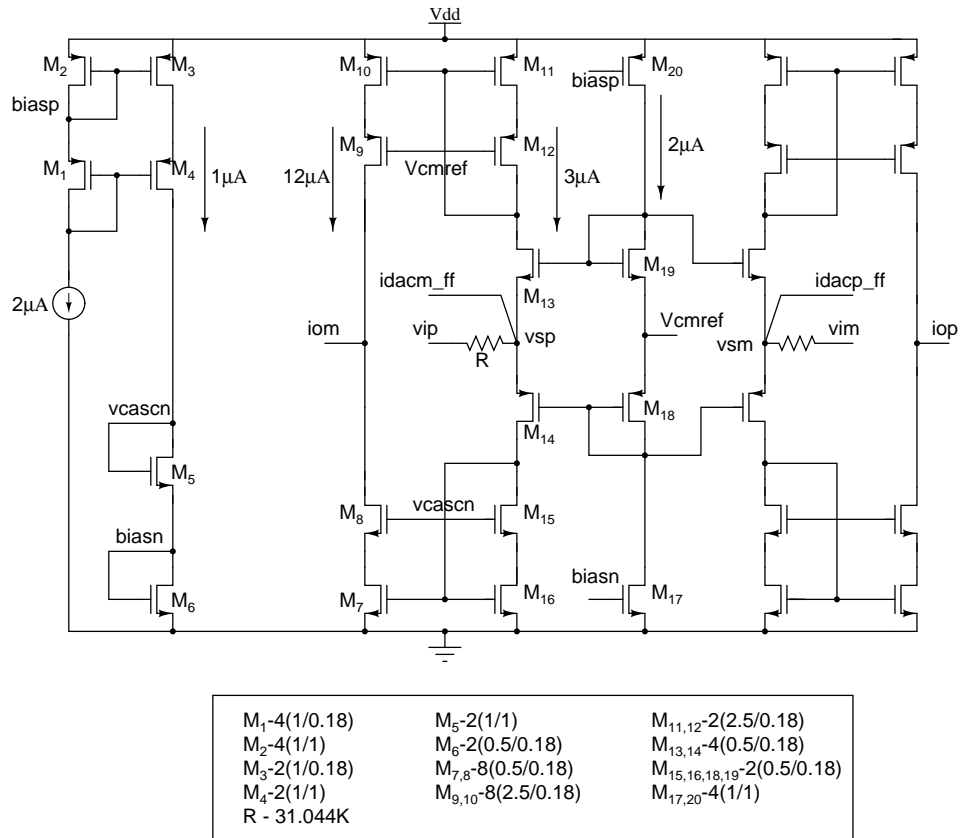 Vdd
M2 M3 M10 M11 biasp M20
biasp
M1 M4 1μA 12μA M9 M12 Vcmref 3μA 2μA
2μA
M19
M13
idacm_ff idacp_ff
iom vip R vsp Vcmref vsm vim iop
M18
M14
vcascn
M5
M8 vcascn M15
biasn biasn
M6 M7 M16 M17
M1-4(1/0.18) M5-2(1/1) M11,12-2(2.5/0.18)
M2-4(1/1) M6-2(0.5/0.18) M13,14-4(0.5/0.18)
M3-2(1/0.18) M7,8-8(0.5/0.18) M15,16,18,19-2(0.5/0.18)
M4-2(1/1) M9,10-8(2.5/0.18) M17,20-4(1/1)
R - 31.044K